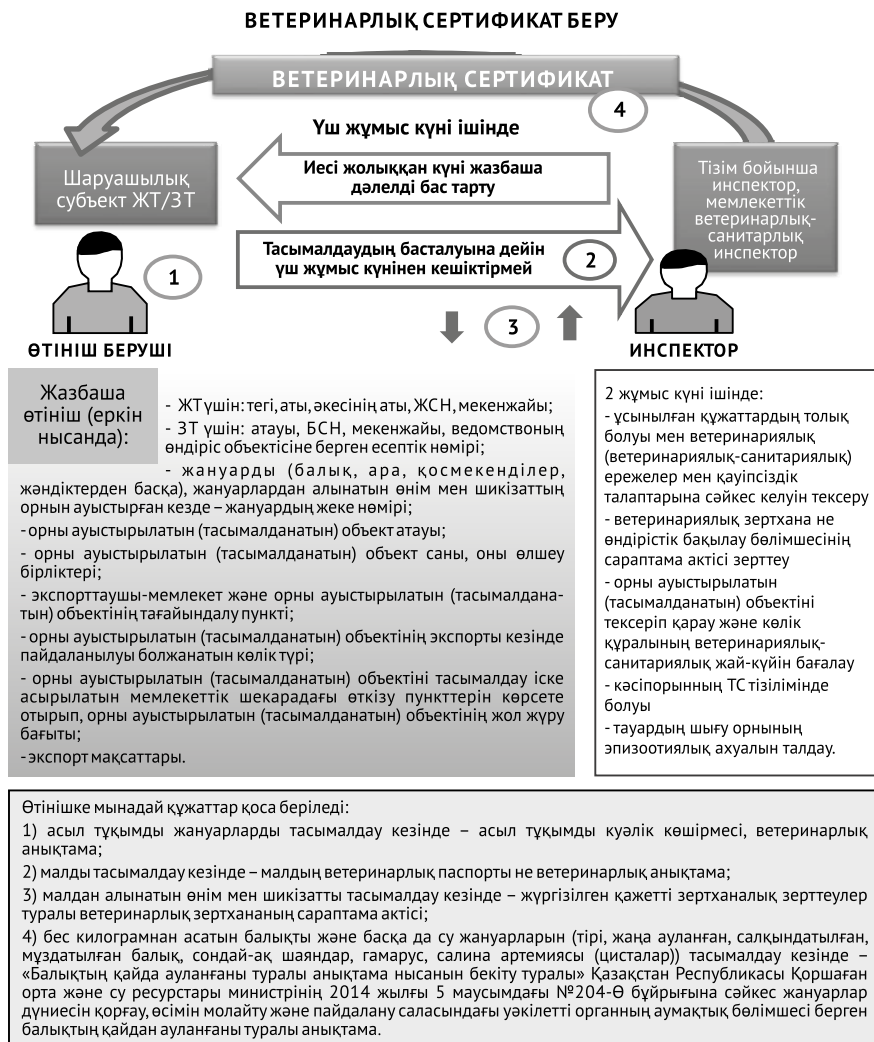 ВЕТЕРИНАРЛЫҚ СЕРТИФИКАТ БЕРУ
ВЕТЕРИНАРЛЫҚ СЕРТИФИКАТ
4
Үш жұмыс күні ішінде
Шаруашылық
субъект ЖТ/ЗТ
Иесі жолыққан күні жазбаша
дәлелді бас тарту
Тізім бойынша
инспектор,
мемлекеттік
ветеринарлық-
санитарлық
инспектор
1
Тасымалдаудың басталуына дейін
үш жұмыс күнінен кешіктірмей
2
3
ӨТІНІШ БЕРУШІ
ИНСПЕКТОР
Жазбаша
өтініш (еркін
нысанда):
- ЖТ үшін: тегі, аты, әкесінің аты, ЖСН, мекенжайы;
- ЗТ үшін: атауы, БСН, мекенжайы, ведомствоның
өндіріс объектісіне берген есептік нөмірі;
- жануарды (балық, ара, қосмекенділер,
жәндіктерден басқа), жануарлардан алынатын өнім мен шикізаттың
орнын ауыстырған кезде – жануардың жеке нөмірі;
- орны ауыстырылатын (тасымалданатын) объект атауы;
- орны ауыстырылатын (тасымалданатын) объект саны, оны өлшеу
бірліктері;
- экспорттаушы-мемлекет және орны ауыстырылатын (тасымалдана-
тын) объектінің тағайындалу пункті;
- орны ауыстырылатын (тасымалданатын) объектінің экспорты кезінде
пайдаланылуы болжанатын көлік түрі;
- орны ауыстырылатын (тасымалданатын) объектіні тасымалдау іске
асырылатын мемлекеттік шекарадағы өткізу пункттерін көрсете
отырып, орны ауыстырылатын (тасымалданатын) объектінің жол жүру
бағыты;
- экспорт мақсаттары.
2 жұмыс күні ішінде:
- ұсынылған құжаттардың толық
болуы мен ветеринариялық
(ветеринариялық-санитариялық)
ережелер мен қауіпсіздік
талаптарына сәйкес келуін тексеру
- ветеринариялық зертхана не
өндірістік бақылау бөлімшесінің
сараптама актісі зерттеу
- орны ауыстырылатын
(тасымалданатын) объектіні
тексеріп қарау және көлік
құралының ветеринариялық-
санитариялық жай-күйін бағалау
- кәсіпорынның ТС тізілімінде
болуы
- тауардың шығу орнының
эпизоотиялық ахуалын талдау.
Өтінішке мынадай құжаттар қоса беріледі:
1) асыл тұқымды жануарларды тасымалдау кезінде – асыл тұқымды куәлік көшірмесі, ветеринарлық
анықтама;
2) малды тасымалдау кезінде – малдың ветеринарлық паспорты не ветеринарлық анықтама;
3) малдан алынатын өнім мен шикізатты тасымалдау кезінде – жүргізілген қажетті зертханалық зерттеулер
туралы ветеринарлық зертхананың сараптама актісі;
4) бес килограмнан асатын балықты және басқа да су жануарларын (тірі, жаңа ауланған, салқындатылған,
мұздатылған балық, сондай-ақ шаяндар, гамарус, салина артемиясы (цисталар)) тасымалдау кезінде –
«Балықтың қайда ауланғаны туралы анықтама нысанын бекіту туралы» Қазақстан Республикасы Қоршаған
орта және су ресурстары министрінің 2014 жылғы 5 маусымдағы №204-Ө бұйрығына сәйкес жануарлар
дүниесін қорғау, өсімін молайту және пайдалану саласындағы уәкілетті органның аумақтық бөлімшесі берген
балықтың қайдан ауланғаны туралы анықтама.